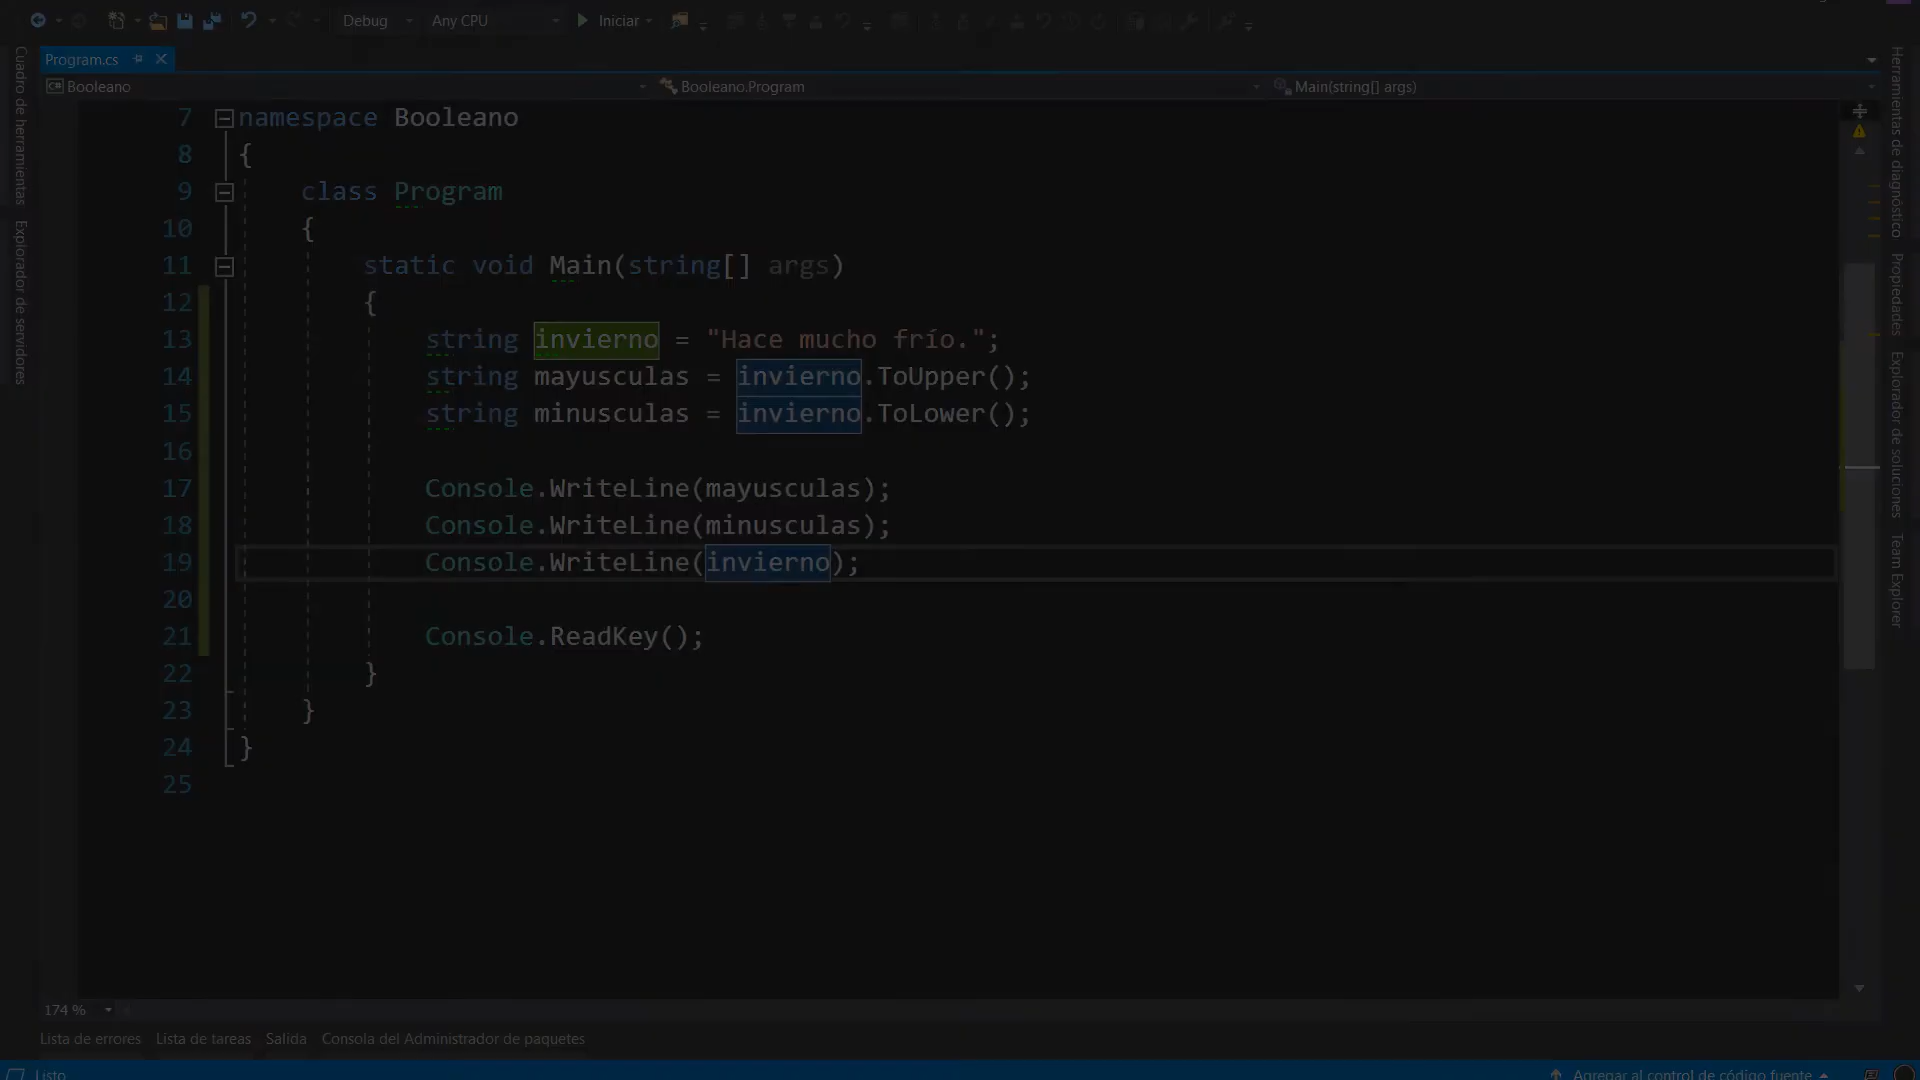 Debug Any CPU Iniciar
Program.cs
Booleano Booleano.Program Main(string[] args)
7 namespace Booleano
8 {
9 class Program
10 {
11 static void Main(string[] args)
12 {
13 string invierno = "Hace mucho frío.";
14 string mayusculas = invierno.ToUpper();
15 string minusculas = invierno.ToLower();
16
17 Console.WriteLine(mayusculas);
18 Console.WriteLine(minusculas);
19 Console.WriteLine(invierno);
20
21 Console.ReadKey();
22 }
23 }
24 }
25
174 %
Lista de errores Lista de tareas Salida Consola del Administrador de paquetes
Listo Agregar al control de código fuente
Cuadro de herramientas
Explorador de servidores
Herramientas de diagnóstico
Propiedades
Explorador de soluciones
Team Explorer